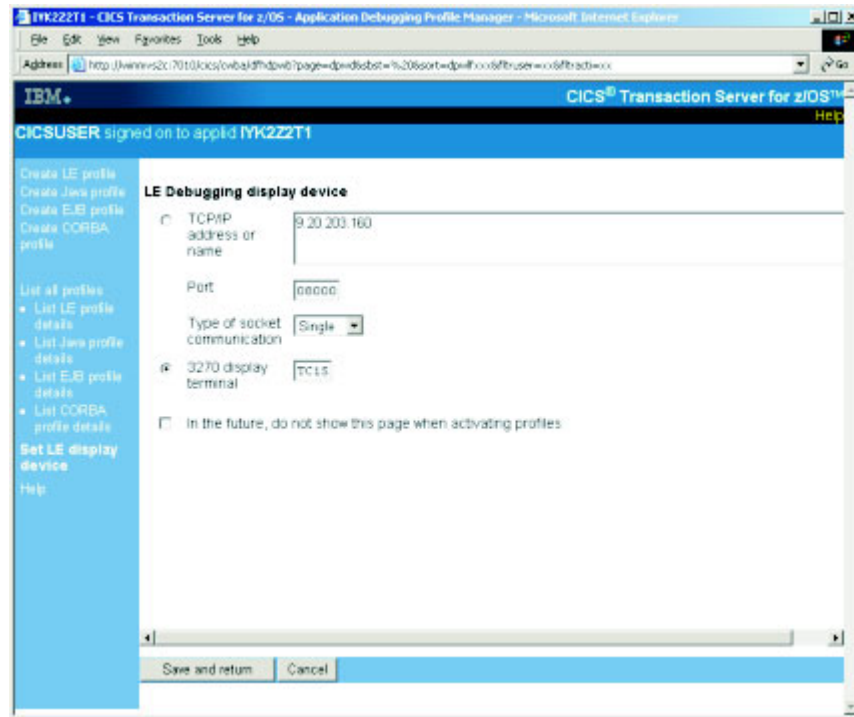 IYK2Z2T1 - CICS Transaction Server for z/OS - Application Debugging Profile Manager - Microsoft Internet Explorer
File Edit View Favorites Tools Help
Address Go
IBM.
CICS® Transaction Server for z/OS™
Help
CICSUSER signed on to applid IYK2Z2T1
Create LE profile
Create Java profile
Create EJB profile
Create CORBA
profile
List all profiles
List LE profile
details
List Java profile
details
List EJB profile
details
List CORBA
profile details
Set LE display
device
Help
LE Debugging display device
TCP/IP
address or
name
9.20.203.160
Port
Type of socket
communication
Single
3270 display
terminal
TC15
In the future, do not show this page when activating profiles
Save and return Cancel